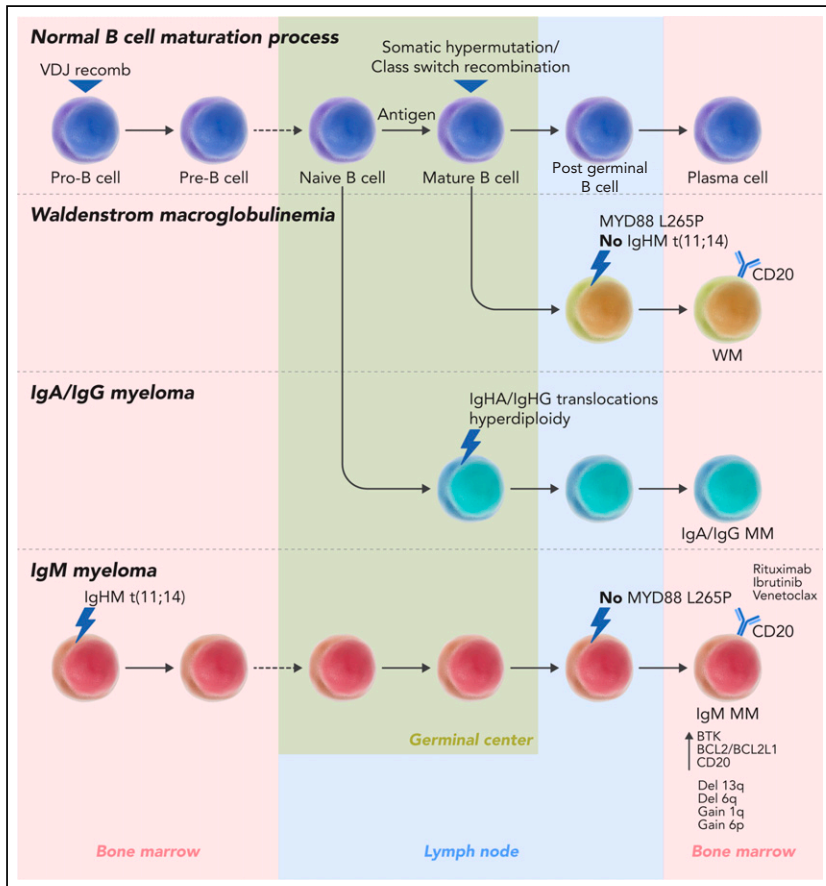 Normal B cell maturation process
VDJ recomb
Somatic hypermutation/
Class switch recombination
Antigen
Pro-B cell
Pre-B cell
Naive B cell
Mature B cell
Post germinal
B cell
Plasma cell
Waldenstrom macroglobulinemia
MYD88 L265P
No IgHM t(11;14)
CD20
WM
IgA/IgG myeloma
IgHA/IgHG translocations
hyperdiploidy
IgA/IgG MM
IgM myeloma
IgHM t(11;14)
No MYD88 L265P
Rituximab
Ibrutinib
Venetoclax
CD20
IgM MM
BTK
BCL2/BCL2L1
CD20
Del 13q
Del 6q
Gain 1q
Gain 6p
Germinal center
Bone marrow
Lymph node
Bone marrow